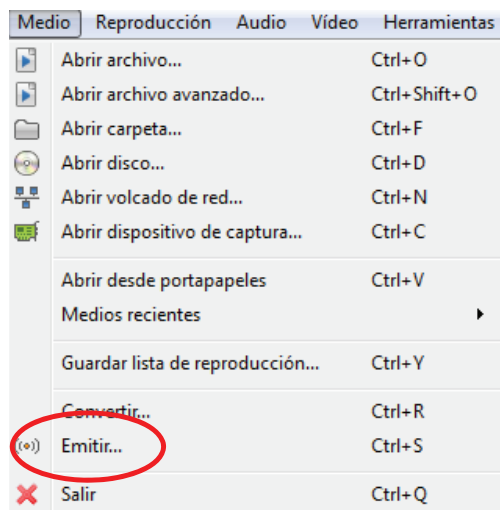 Medio Reproducción Audio Vídeo Herramientas
Abrir archivo... Ctrl+O
Abrir archivo avanzado... Ctrl+Shift+O
Abrir carpeta... Ctrl+F
Abrir disco... Ctrl+D
Abrir volcado de red... Ctrl+N
Abrir dispositivo de captura... Ctrl+C
Abrir desde portapapeles Ctrl+V
Medios recientes
Guardar lista de reproducción... Ctrl+Y
Convertir... Ctrl+R
Emitir... Ctrl+S
Salir Ctrl+Q